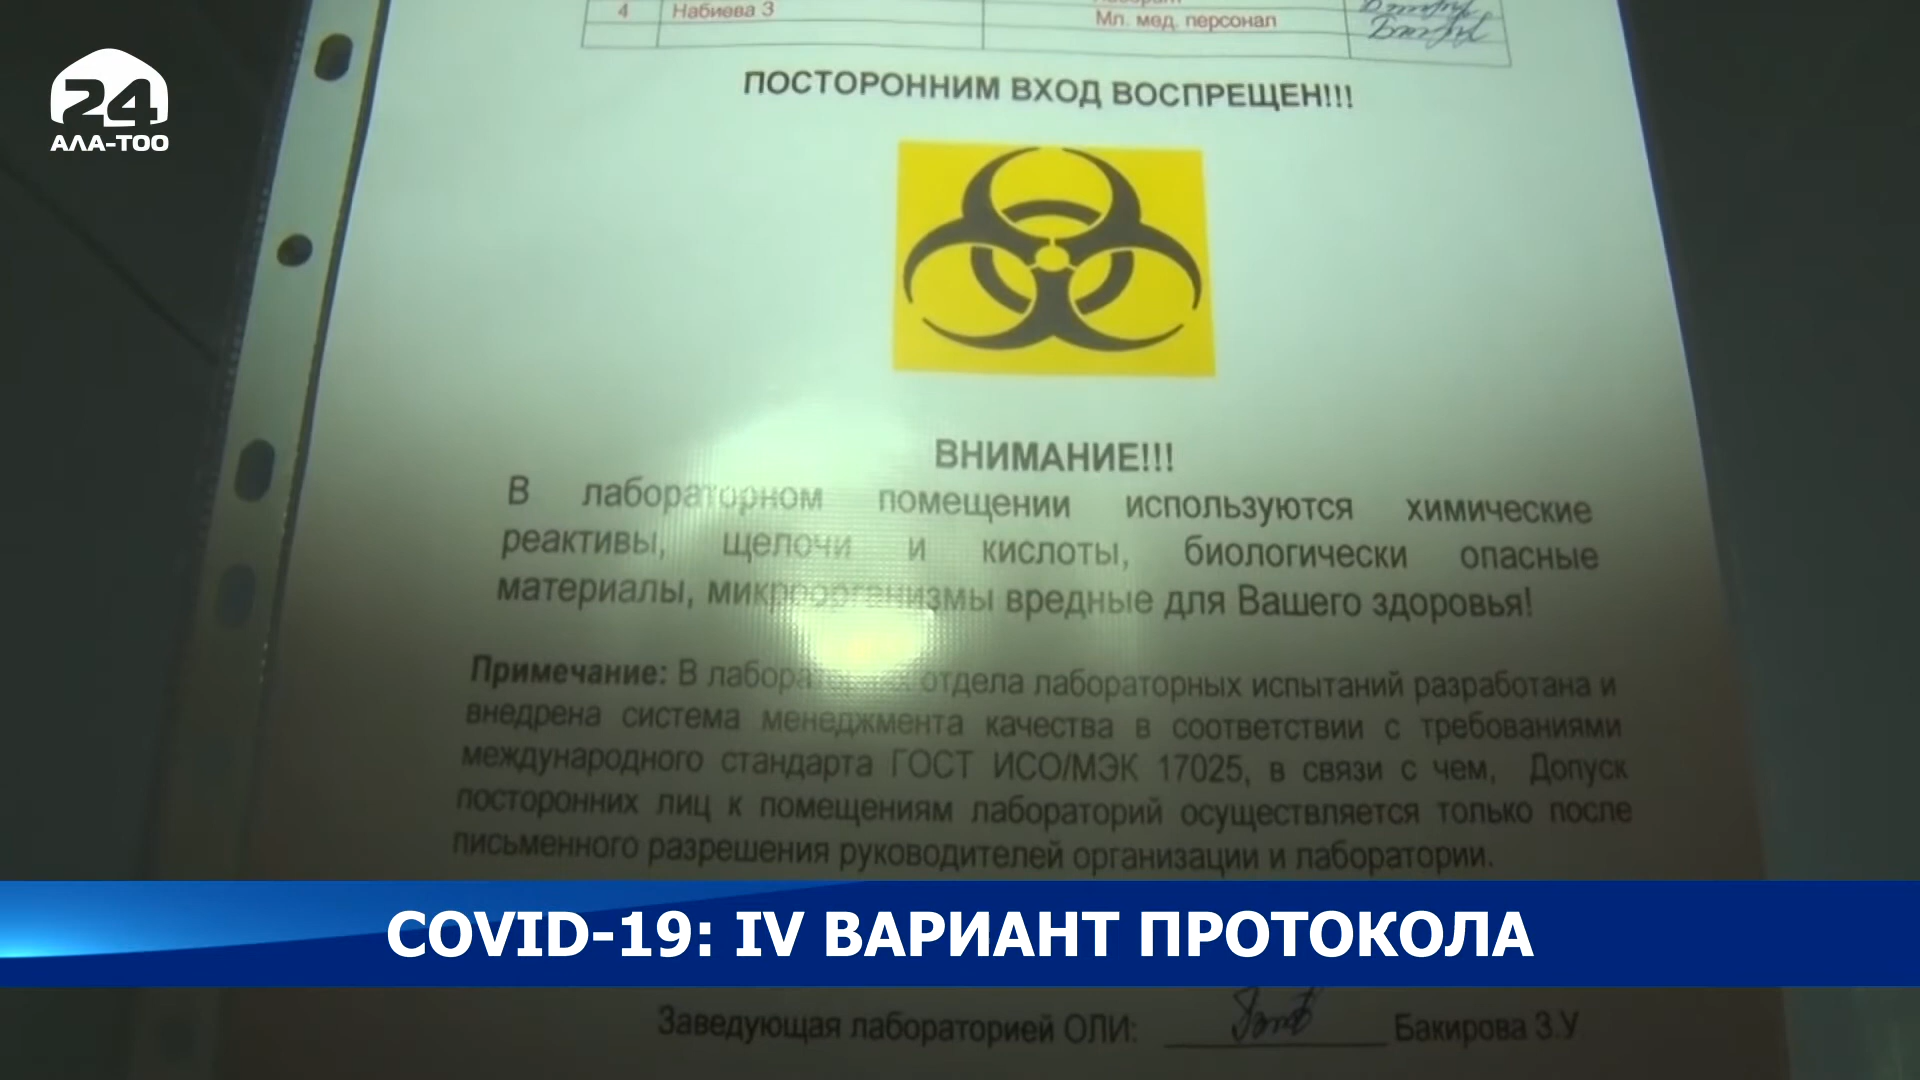 24
АЛА-ТОО
4 Набиева З Мл. мед. персонал
ПОСТОРОННИМ ВХОД ВОСПРЕЩЕН!!!
ВНИМАНИЕ!!!
В лабораторном помещении используются химические
реактивы, щелочи и кислоты, биологически опасные
материалы, микроорганизмы вредные для Вашего здоровья!
Примечание: В отдела лабораторных испытаний разработана и
внедрена система менеджмента качества в соответствии с требованиями
международного стандарта ГОСТ ИСО/МЭК 17025, в связи с чем, Допуск
посторонних лиц к помещениям лабораторий осуществляется только после
письменного разрешения руководителей организации и лаборатории.
COVID-19: IV ВАРИАНТ ПРОТОКОЛА
Заведующая лабораторией ОЛИ: Бакирова З.У